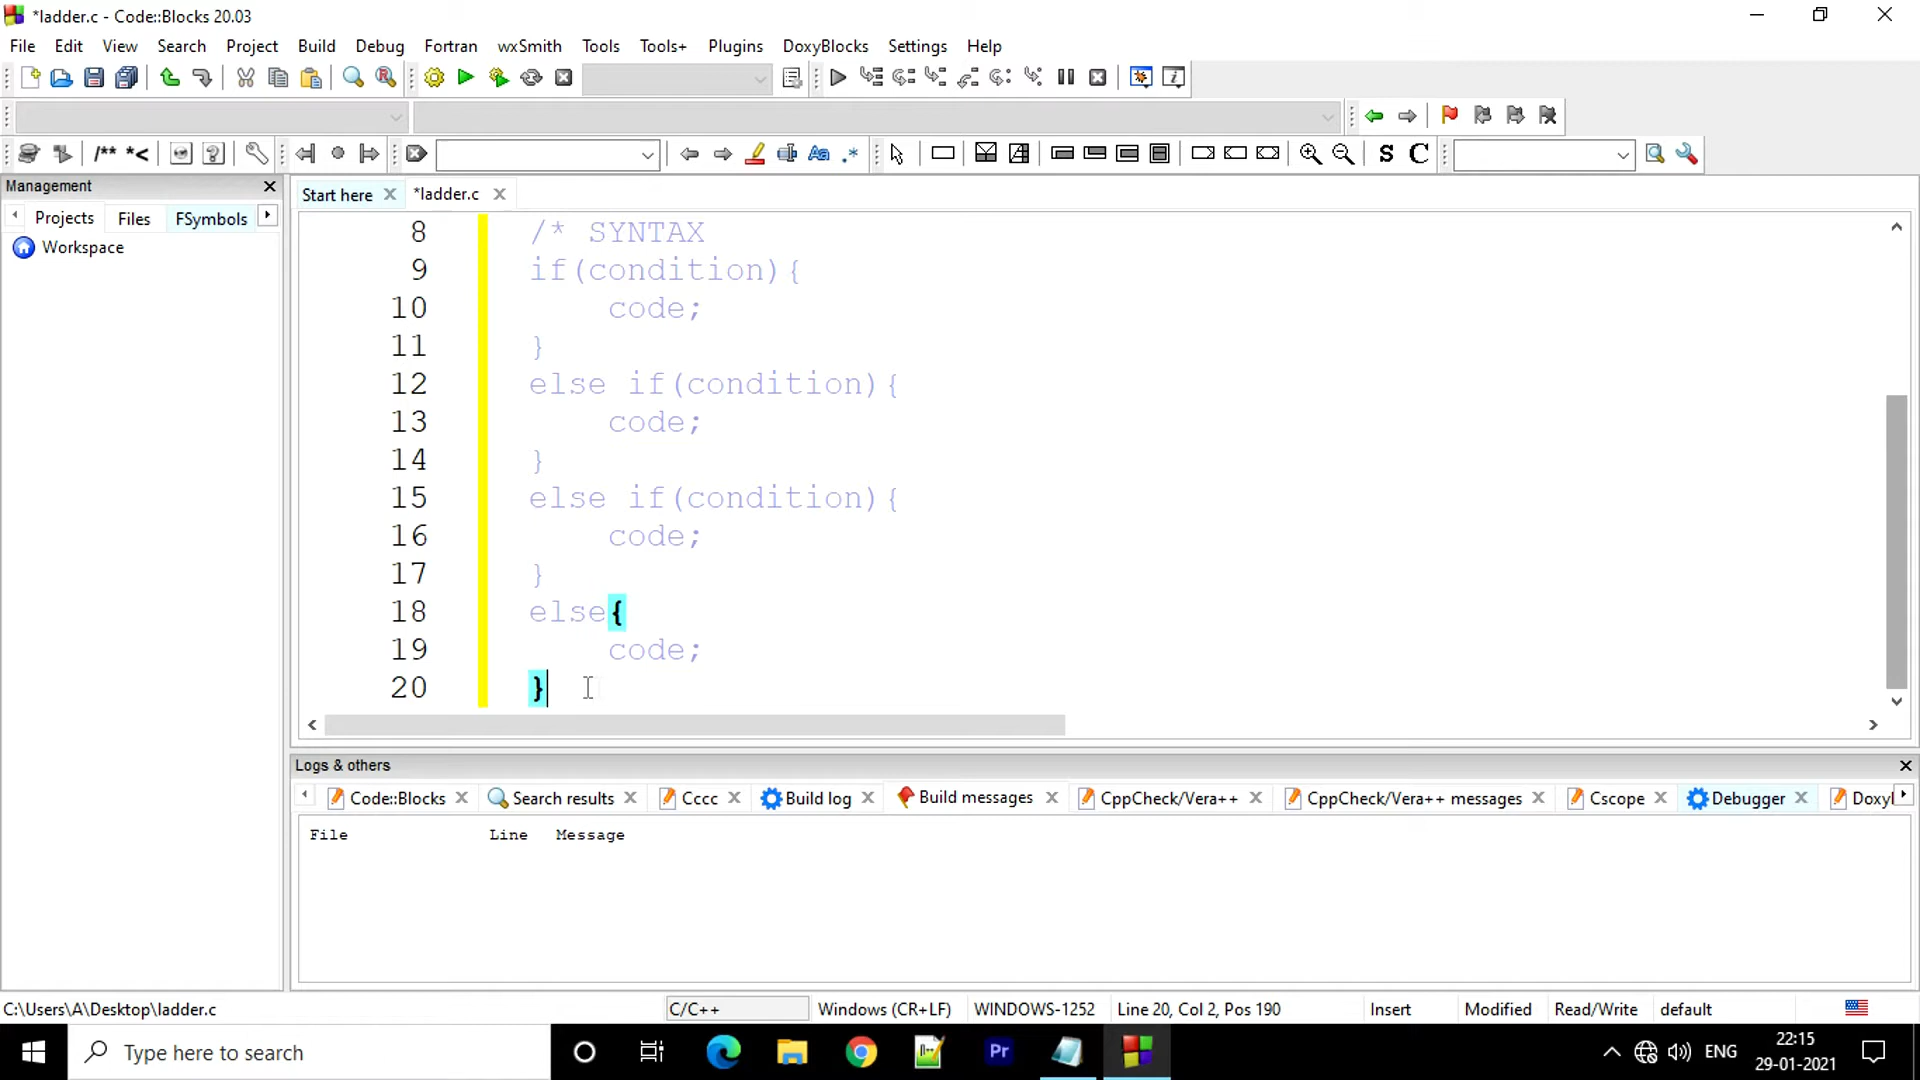 *ladder.c - Code::Blocks 20.03
File Edit View Search Project Build Debug Fortran wxSmith Tools Tools+ Plugins DoxyBlocks Settings Help
/** *<
Aa .* S C
Management
Start here *ladder.c
Projects Files FSymbols
Workspace
8 /* SYNTAX
9 if(condition){
10 code;
11 }
12 else if(condition){
13 code;
14 }
15 else if(condition){
16 code;
17 }
18 else{
19 code;
20 }
Logs & others
Code::Blocks Search results Cccc Build log Build messages CppCheck/Vera++ CppCheck/Vera++ messages Cscope Debugger Doxyl
File Line Message
C:\Users\A\Desktop\ladder.c C/C++ Windows (CR+LF) WINDOWS-1252 Line 20, Col 2, Pos 190 Insert Modified Read/Write default
Type here to search Pr ENG 22:15
29-01-2021